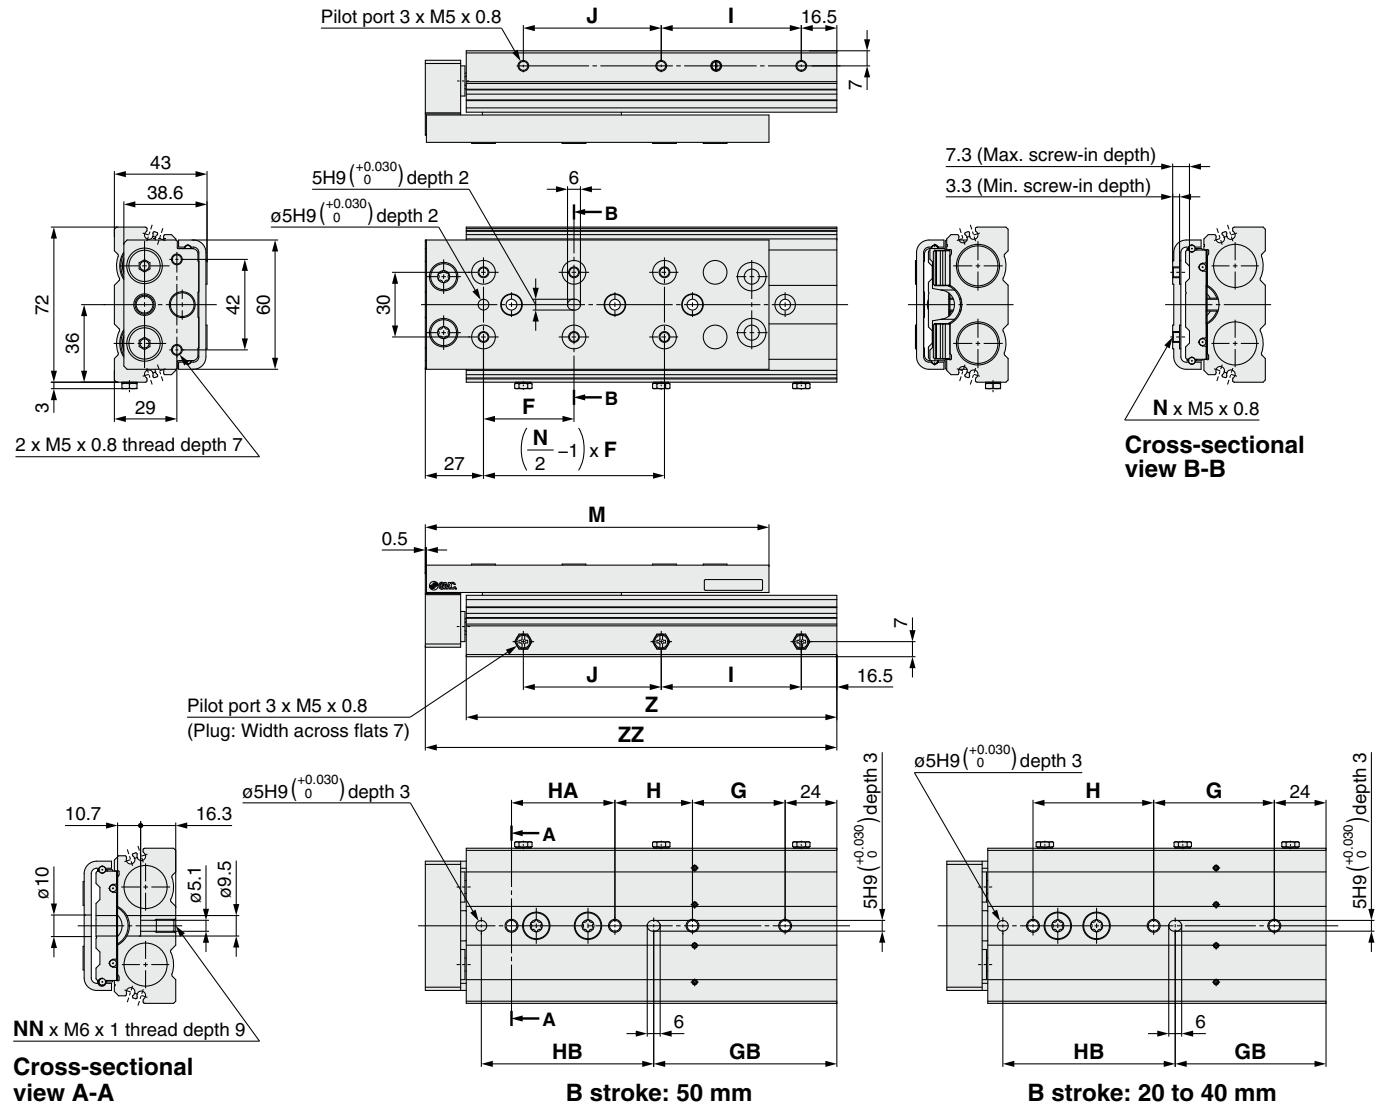 Pilot port 3 x M5 x 0.8
J
I
16.5
7
43
38.6
5H9 (+0.030 0) depth 2
6
B
ø5H9 (+0.030 0) depth 2
7.3 (Max. screw-in depth)
3.3 (Min. screw-in depth)
72
36
42
60
30
3
29
F
B
(N/2 –1) x F
27
2 x M5 x 0.8 thread depth 7
N x M5 x 0.8
Cross-sectional
view B-B
M
0.5
SMC
7
J
I
16.5
Pilot port 3 x M5 x 0.8
(Plug: Width across flats 7)
Z
ZZ
ø5H9 (+0.030 0) depth 3
HA
H
G
24
5H9 (+0.030 0) depth 3
ø5H9 (+0.030 0) depth 3
H
G
24
5H9 (+0.030 0) depth 3
10.7
16.3
A
ø10
ø5.1
ø9.5
A
6
6
NN x M6 x 1 thread depth 9
HB
GB
HB
GB
Cross-sectional
view A-A
B stroke: 50 mm
B stroke: 20 to 40 mm